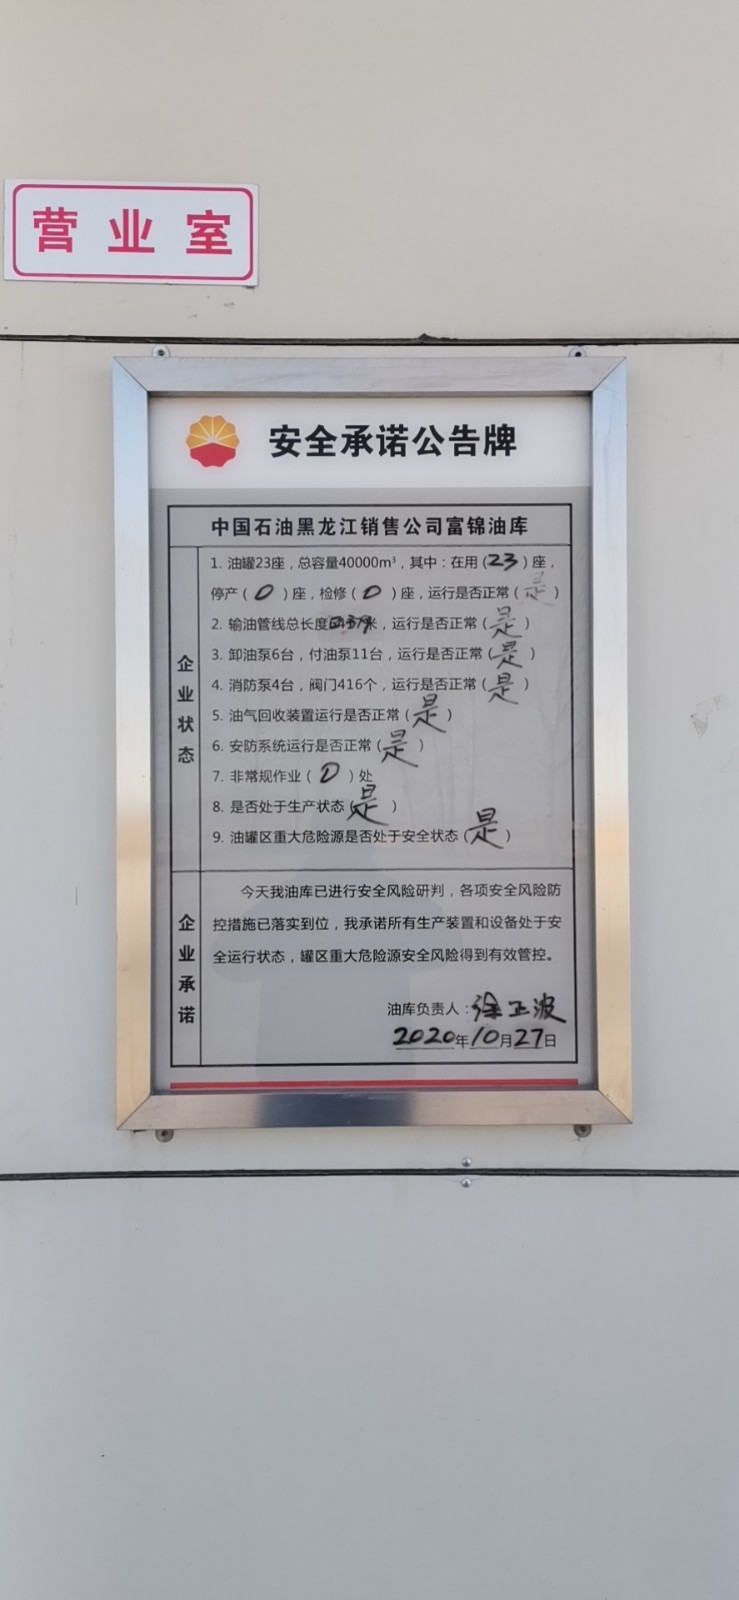 营业室
安全承诺公告牌
中国石油黑龙江销售公司富锦油库
企业状态
1. 油罐23座，总容量40000m³，其中：在用（23）座，
停产（0）座，检修（0）座，运行是否正常（是）
2. 输油管线总长度米，运行是否正常（是）
3. 卸油泵6台，付油泵11台，运行是否正常（是）
4. 消防泵4台，阀门416个，运行是否正常（是）
5. 油气回收装置运行是否正常（是）
6. 安防系统运行是否正常（是）
7. 非常规作业（0）处
8. 是否处于生产状态（是）
9. 油罐区重大危险源是否处于安全状态（是）
企业承诺
今天我油库已进行安全风险研判，各项安全风险防
控措施已落实到位，我承诺所有生产装置和设备处于安
全运行状态，罐区重大危险源安全风险得到有效管控。
油库负责人：徐正波
2020年10月27日